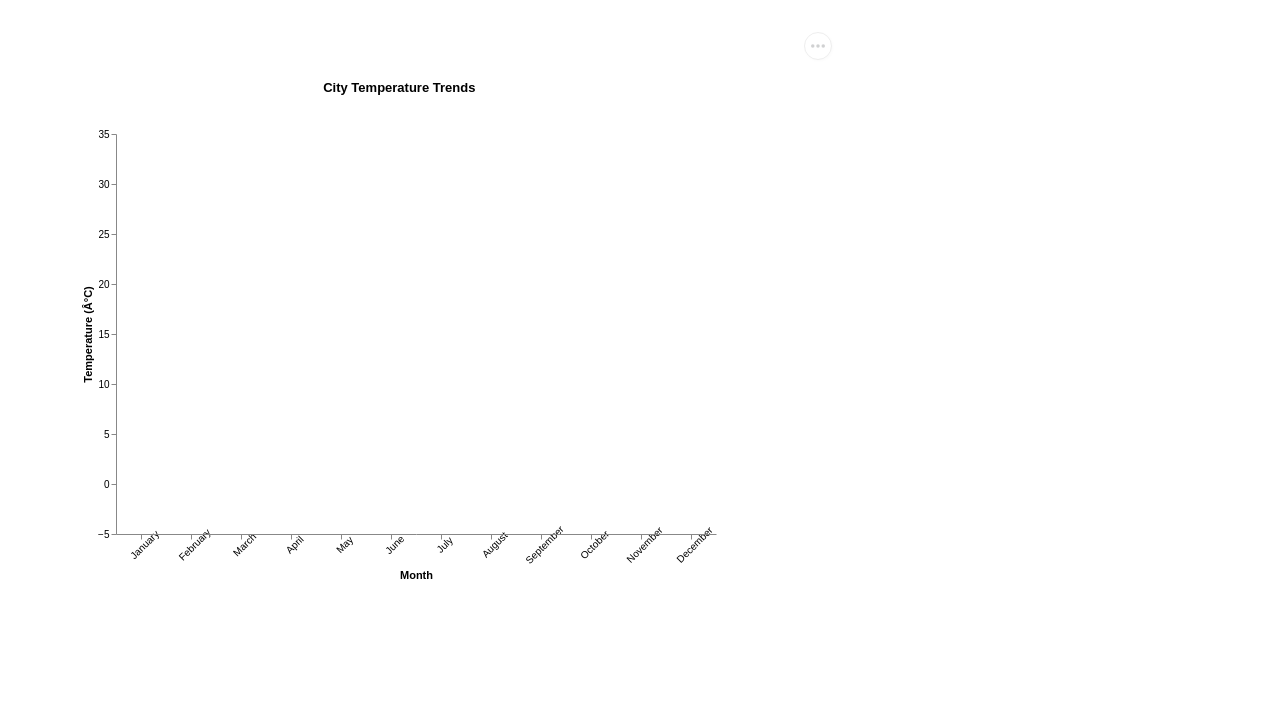 City Temperature Trends
35
30
25
20
15
10
5
0
−5
Temperature (Â°C)
January
February
March
April
May
June
July
August
September
October
November
December
Month